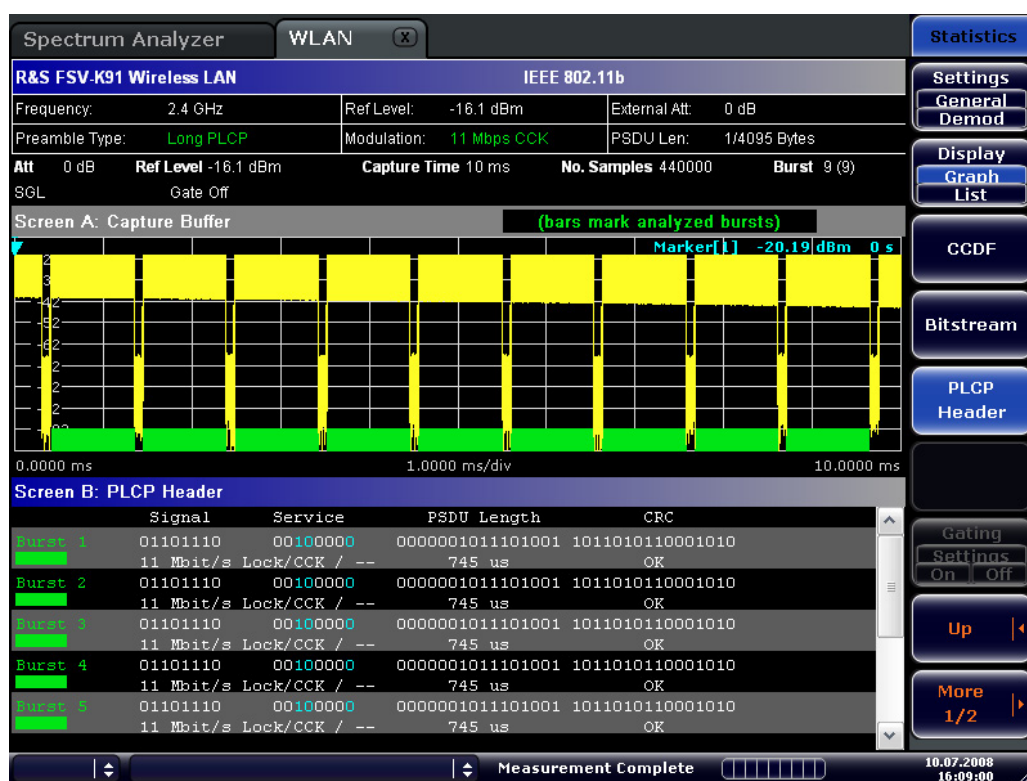 Spectrum Analyzer WLAN X Statistics
R&S FSV-K91 Wireless LAN IEEE 802.11b
Frequency: 2.4 GHz Ref Level: -16.1 dBm External Att: 0 dB
Preamble Type: Long PLCP Modulation: 11 Mbps CCK PSDU Len: 1/4095 Bytes
Att 0 dB Ref Level -16.1 dBm Capture Time 10 ms No. Samples 440000 Burst 9 (9)
SGL Gate Off
Screen A: Capture Buffer (bars mark analyzed bursts)
Marker[1] -20.19 dBm 0 s
-52
0.0000 ms 1.0000 ms/div 10.0000 ms
Screen B: PLCP Header
Signal Service PSDU Length CRC
Burst 1 01101110 00100000 0000001011101001 1011010110001010
11 Mbit/s Lock/CCK / -- 745 us OK
Burst 2 01101110 00100000 0000001011101001 1011010110001010
11 Mbit/s Lock/CCK / -- 745 us OK
Burst 3 01101110 00100000 0000001011101001 1011010110001010
11 Mbit/s Lock/CCK / -- 745 us OK
Burst 4 01101110 00100000 0000001011101001 1011010110001010
11 Mbit/s Lock/CCK / -- 745 us OK
Burst 5 01101110 00100000 0000001011101001 1011010110001010
11 Mbit/s Lock/CCK / -- 745 us OK
Measurement Complete
Settings
General
Demod
Display
Graph
List
CCDF
Bitstream
PLCP
Header
Gating
Settings
On Off
Up
More
1/2
10.07.2008
16:09:00